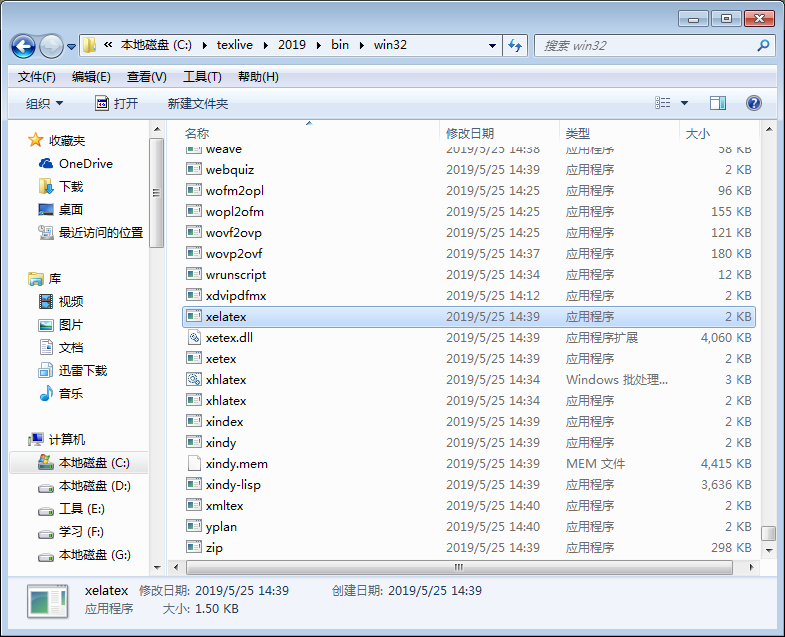 « 本地磁盘 (C:) ▸ texlive ▸ 2019 ▸ bin ▸ win32
搜索 win32
文件(F) 编辑(E) 查看(V) 工具(T) 帮助(H)
组织 打开 新建文件夹
收藏夹
OneDrive
下载
桌面
最近访问的位置
库
视频
图片
文档
迅雷下载
音乐
计算机
本地磁盘 (C:)
本地磁盘 (D:)
工具 (E:)
学习 (F:)
本地磁盘 (G:)
名称 修改日期 类型 大小
weave 2019/5/25 14:38 应用程序 58 KB
webquiz 2019/5/25 14:39 应用程序 2 KB
wofm2opl 2019/5/25 14:25 应用程序 96 KB
wopl2ofm 2019/5/25 14:25 应用程序 155 KB
wovf2ovp 2019/5/25 14:25 应用程序 121 KB
wovp2ovf 2019/5/25 14:37 应用程序 180 KB
wrunscript 2019/5/25 14:34 应用程序 12 KB
xdvipdfmx 2019/5/25 14:12 应用程序 2 KB
xelatex 2019/5/25 14:39 应用程序 2 KB
xetex.dll 2019/5/25 14:39 应用程序扩展 4,060 KB
xetex 2019/5/25 14:39 应用程序 2 KB
xhlatex 2019/5/25 14:34 Windows 批处理... 3 KB
xhlatex 2019/5/25 14:34 应用程序 2 KB
xindex 2019/5/25 14:39 应用程序 2 KB
xindy 2019/5/25 14:39 应用程序 2 KB
xindy.mem 2019/5/25 14:39 MEM 文件 4,415 KB
xindy-lisp 2019/5/25 14:39 应用程序 3,636 KB
xmltex 2019/5/25 14:40 应用程序 2 KB
yplan 2019/5/25 14:40 应用程序 2 KB
zip 2019/5/25 14:39 应用程序 298 KB
xelatex 修改日期: 2019/5/25 14:39 创建日期: 2019/5/25 14:39
应用程序 大小: 1.50 KB